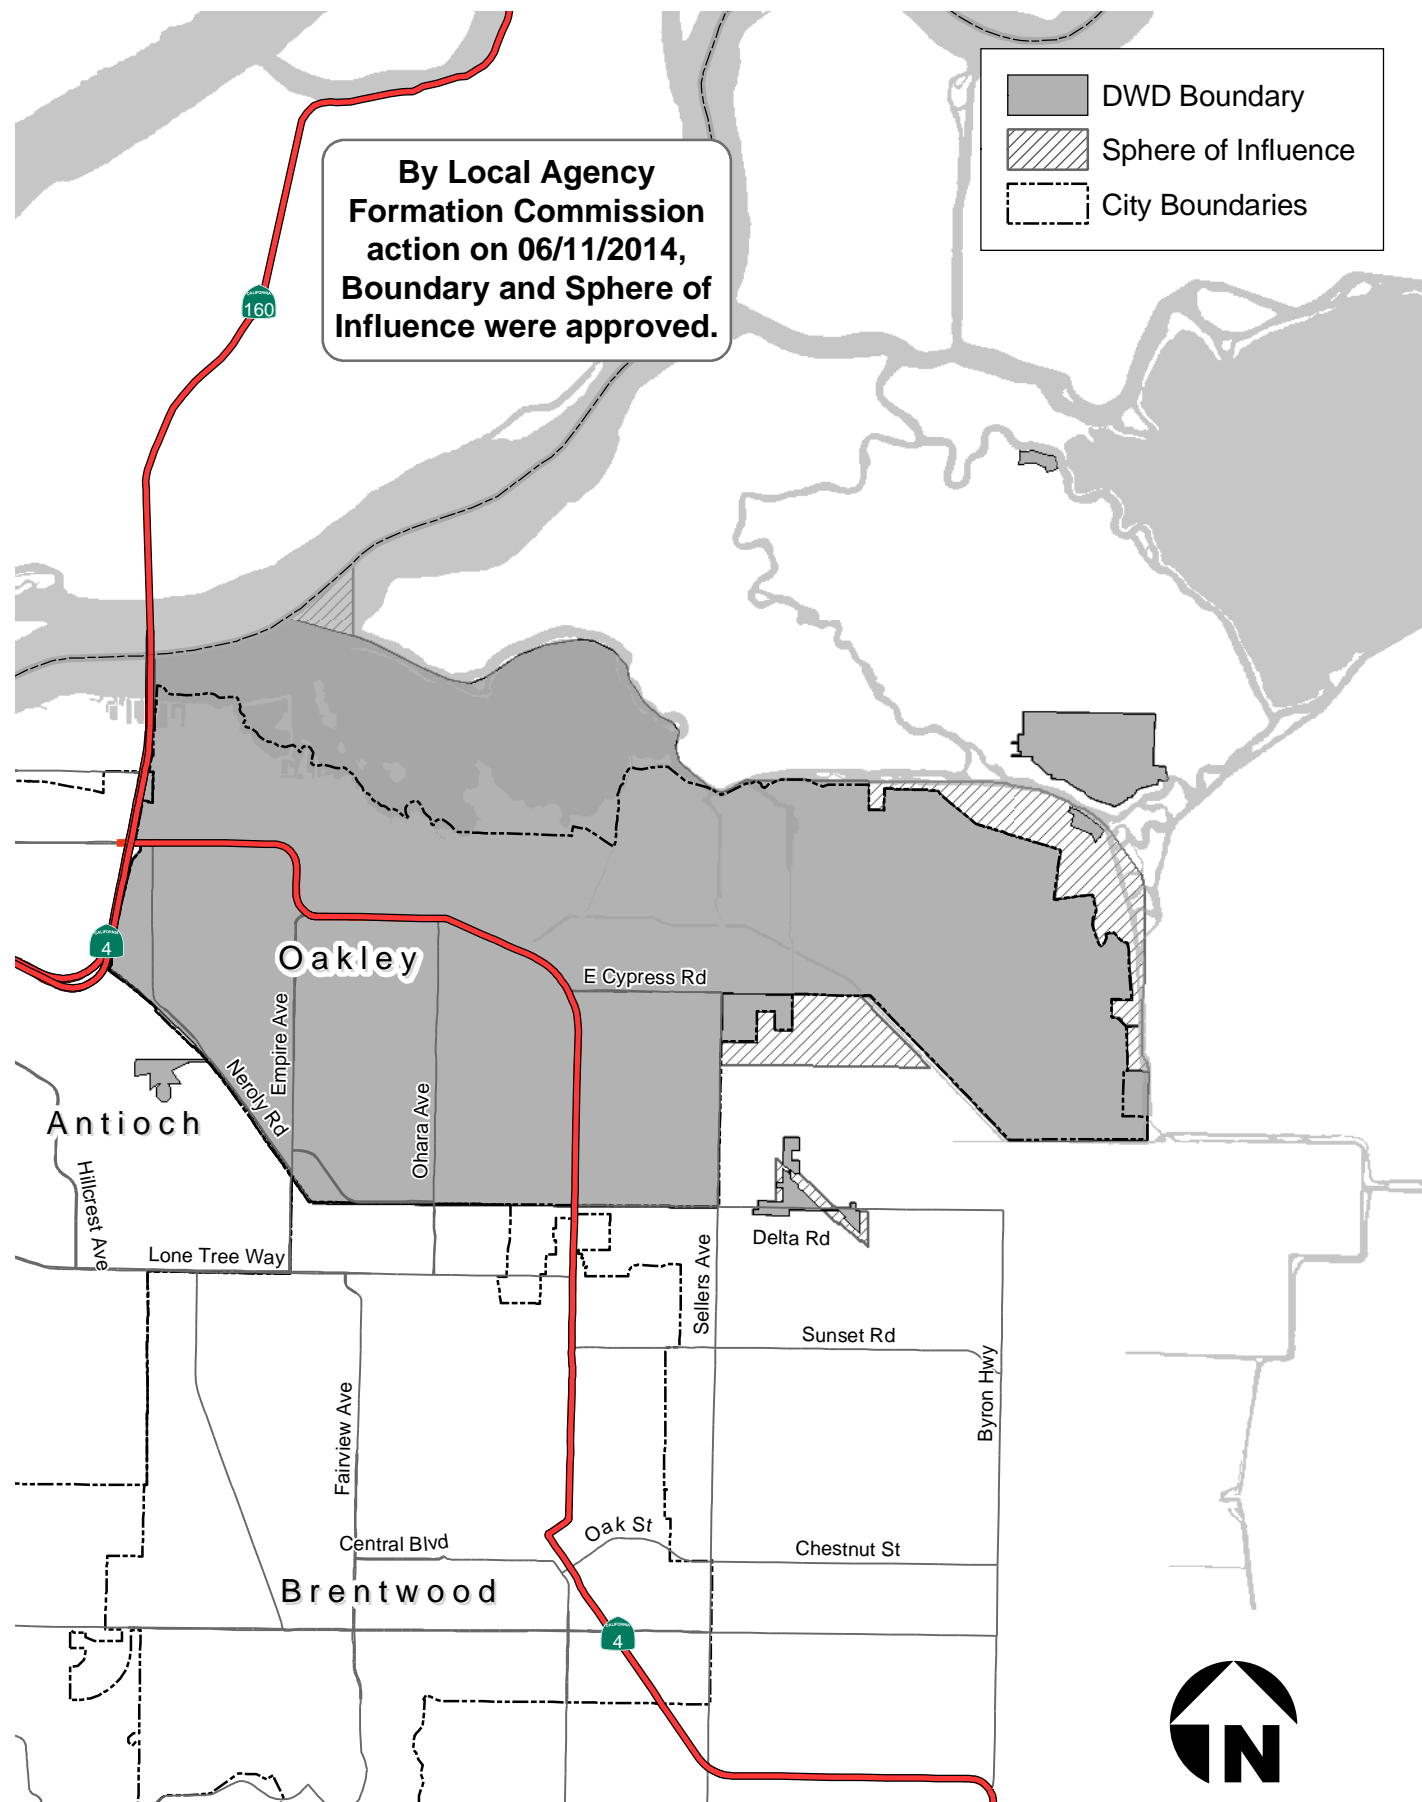 DWD Boundary
Sphere of Influence
City Boundaries
By Local Agency
Formation Commission
action on 06/11/2014,
Boundary and Sphere of
Influence were approved.
CALIFORNIA
160
CALIFORNIA
4
Oakley
E Cypress Rd
Empire Ave
Neroly Rd
Ohara Ave
Antioch
Hillcrest Ave
Lone Tree Way
Delta Rd
Sellers Ave
Sunset Rd
Byron Hwy
Fairview Ave
Oak St
Central Blvd
Chestnut St
Brentwood
CALIFORNIA
4
N